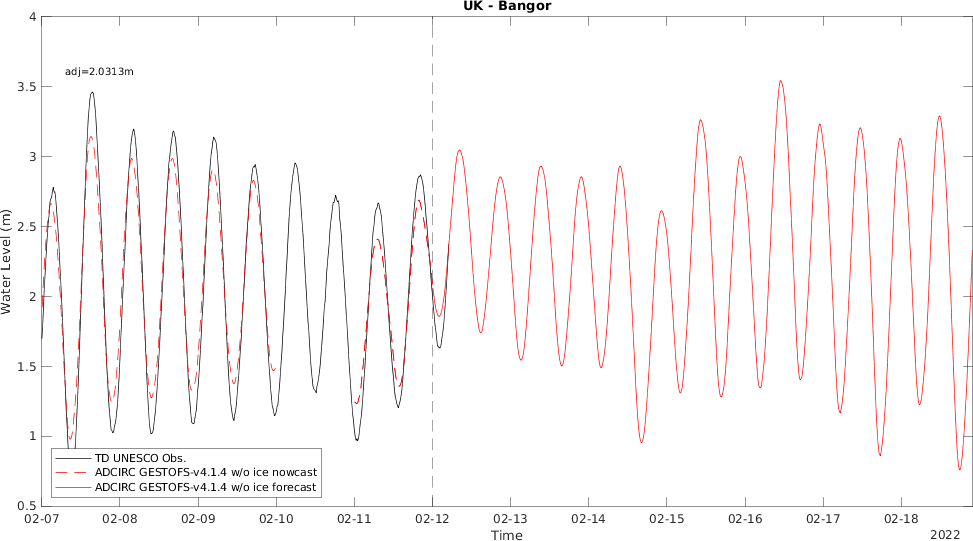 UK - Bangor
adj=2.0313m
Water Level (m)
4
3.5
3
2.5
2
1.5
1
0.5
TD UNESCO Obs.
ADCIRC GESTOFS-v4.1.4 w/o ice nowcast
ADCIRC GESTOFS-v4.1.4 w/o ice forecast
02-07 02-08 02-09 02-10 02-11 02-12 02-13 02-14 02-15 02-16 02-17 02-18
Time
2022